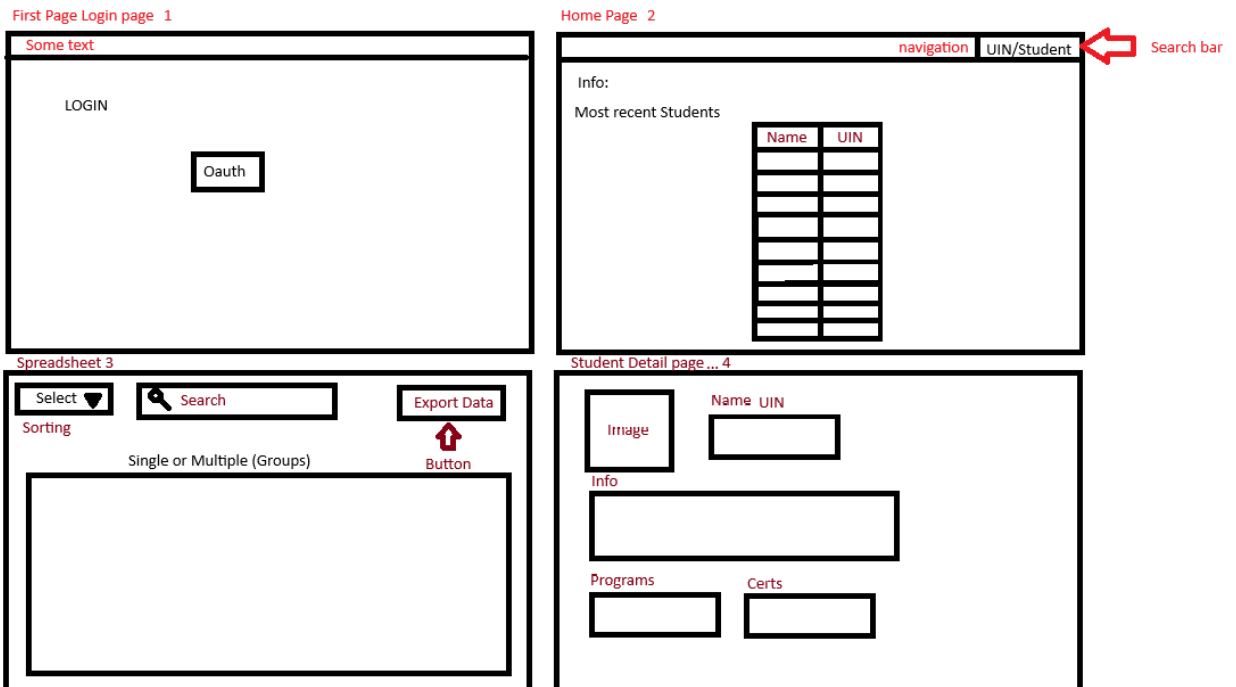 First Page Login page 1
Some text
LOGIN
Oauth
Home Page 2
navigation UIN/Student Search bar
Info:
Most recent Students
Name UIN
Spreadsheet 3
Select Search Export Data
Sorting
Button
Single or Multiple (Groups)
Student Detail page ... 4
Image
Name UIN
Info
Programs Certs